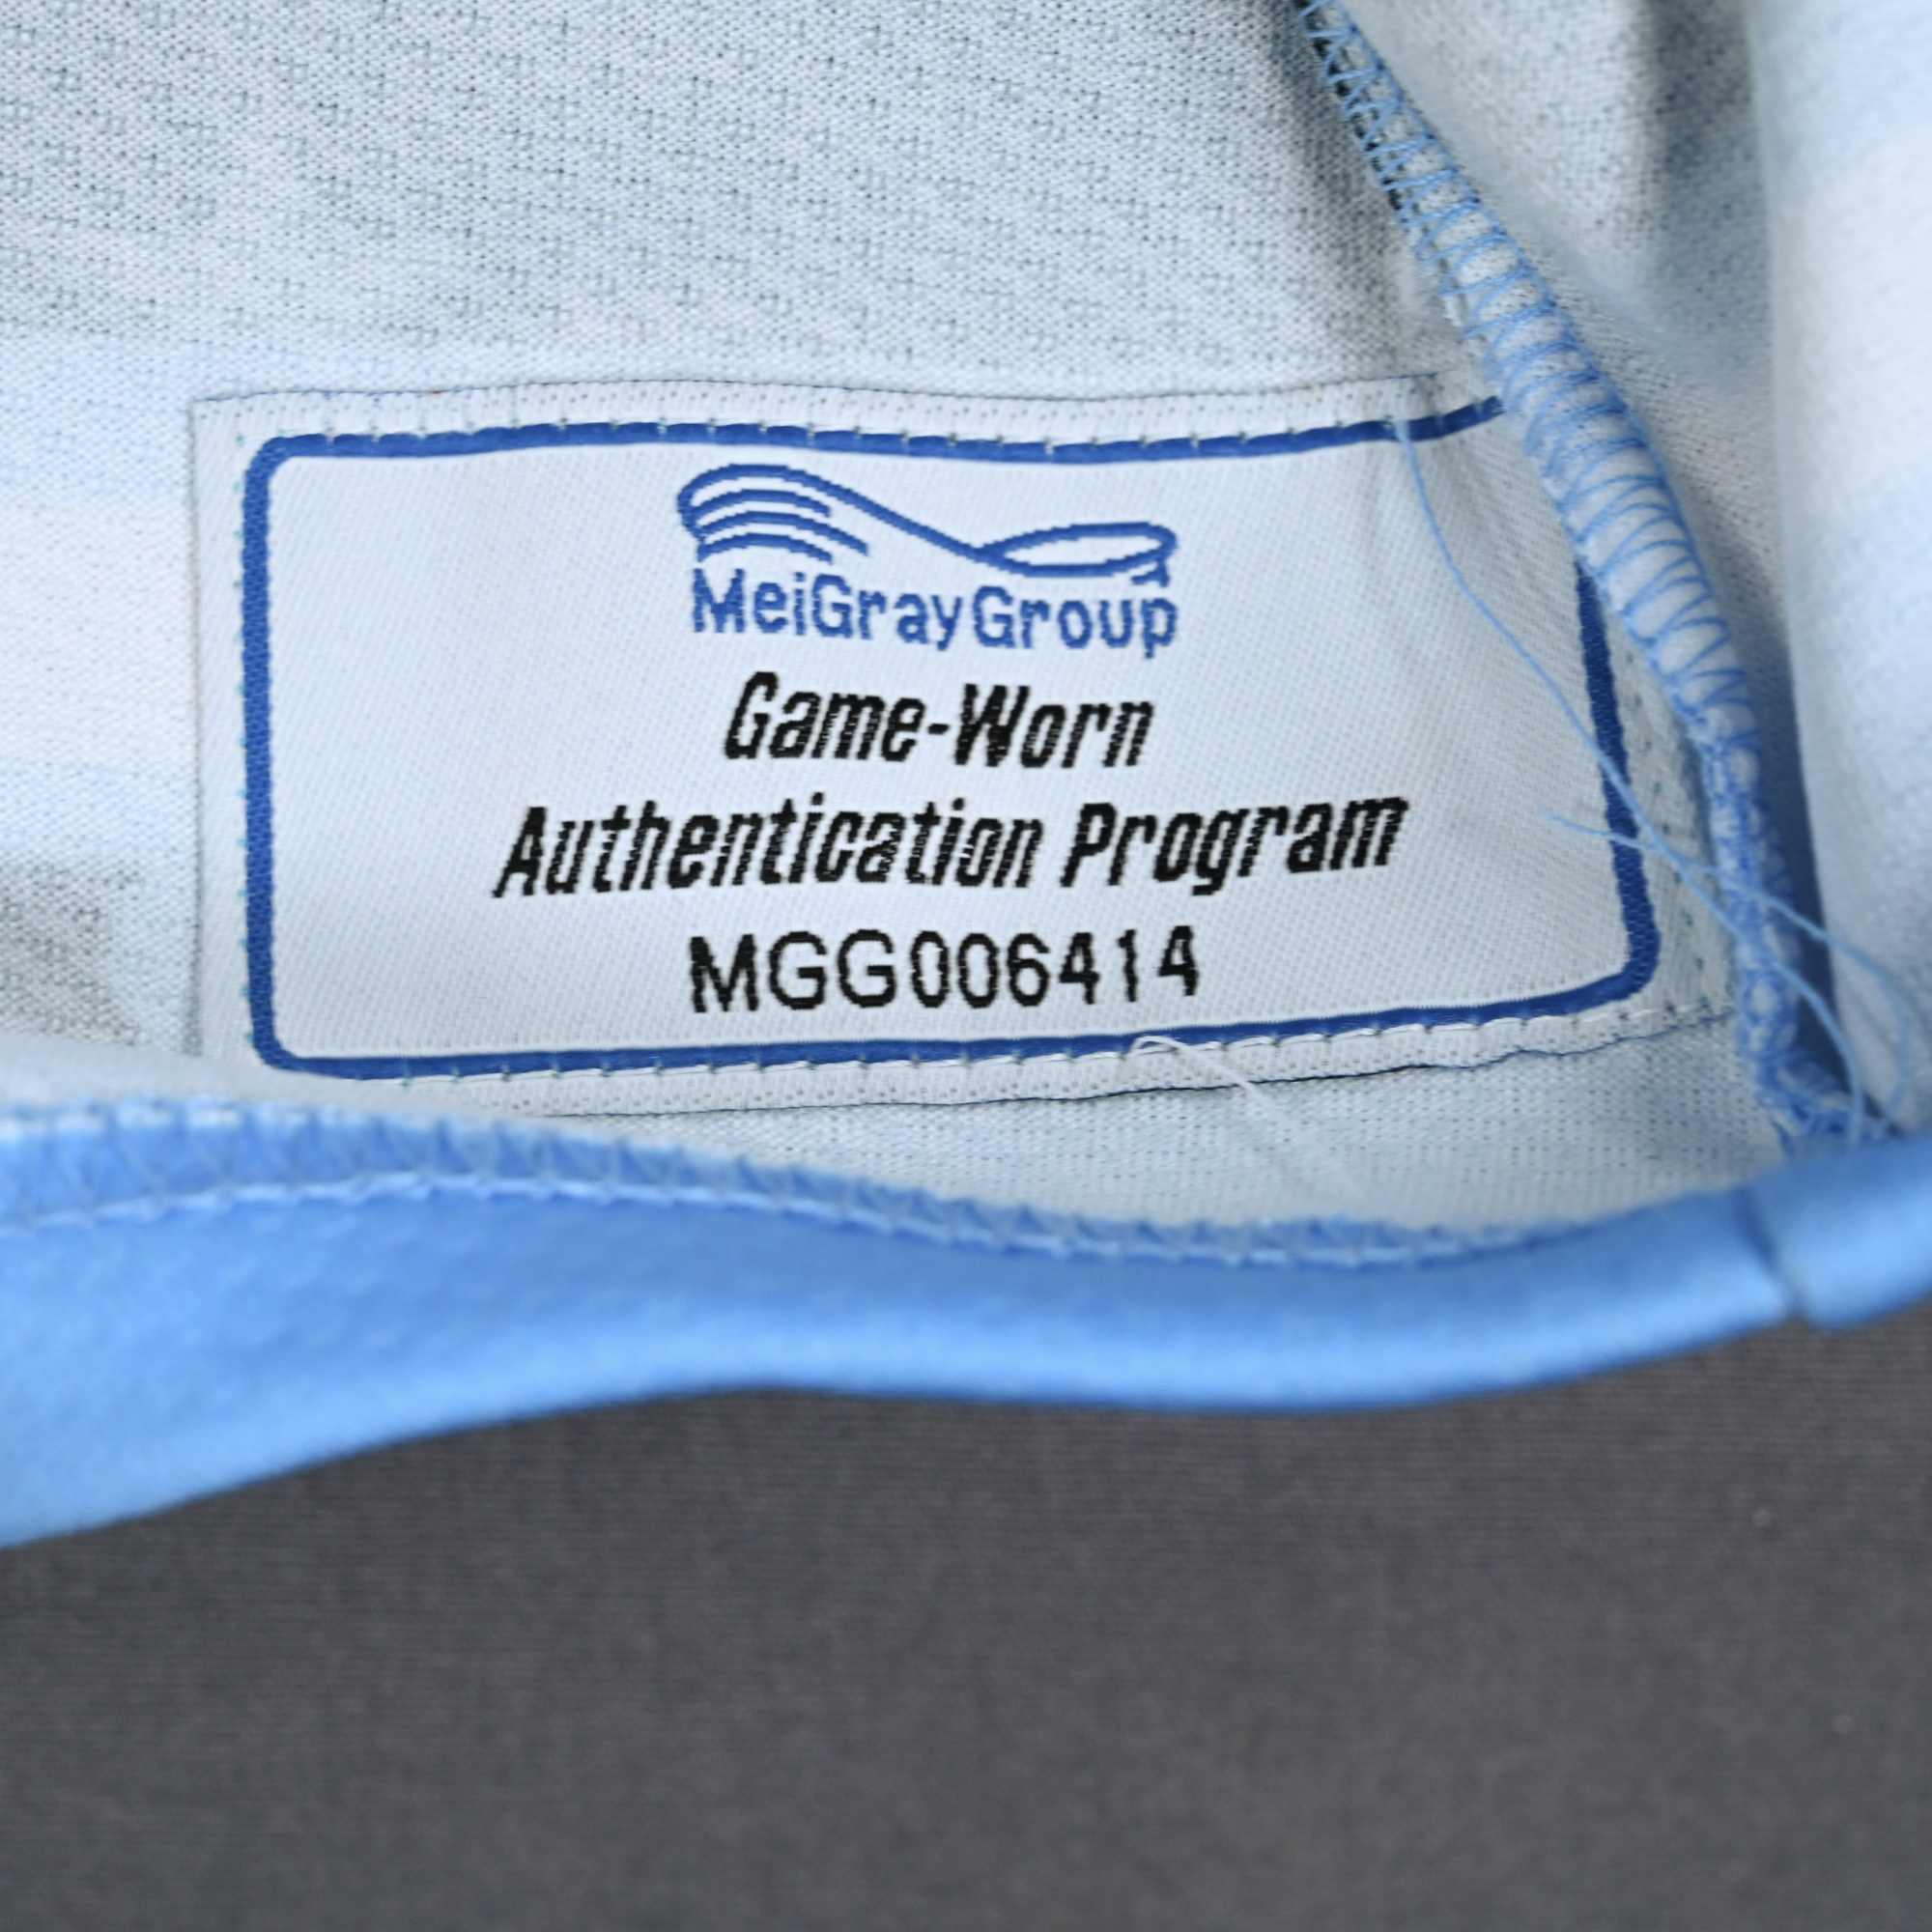 MeiGrayGroup
Game-Worn
Authentication Program
MGG006414